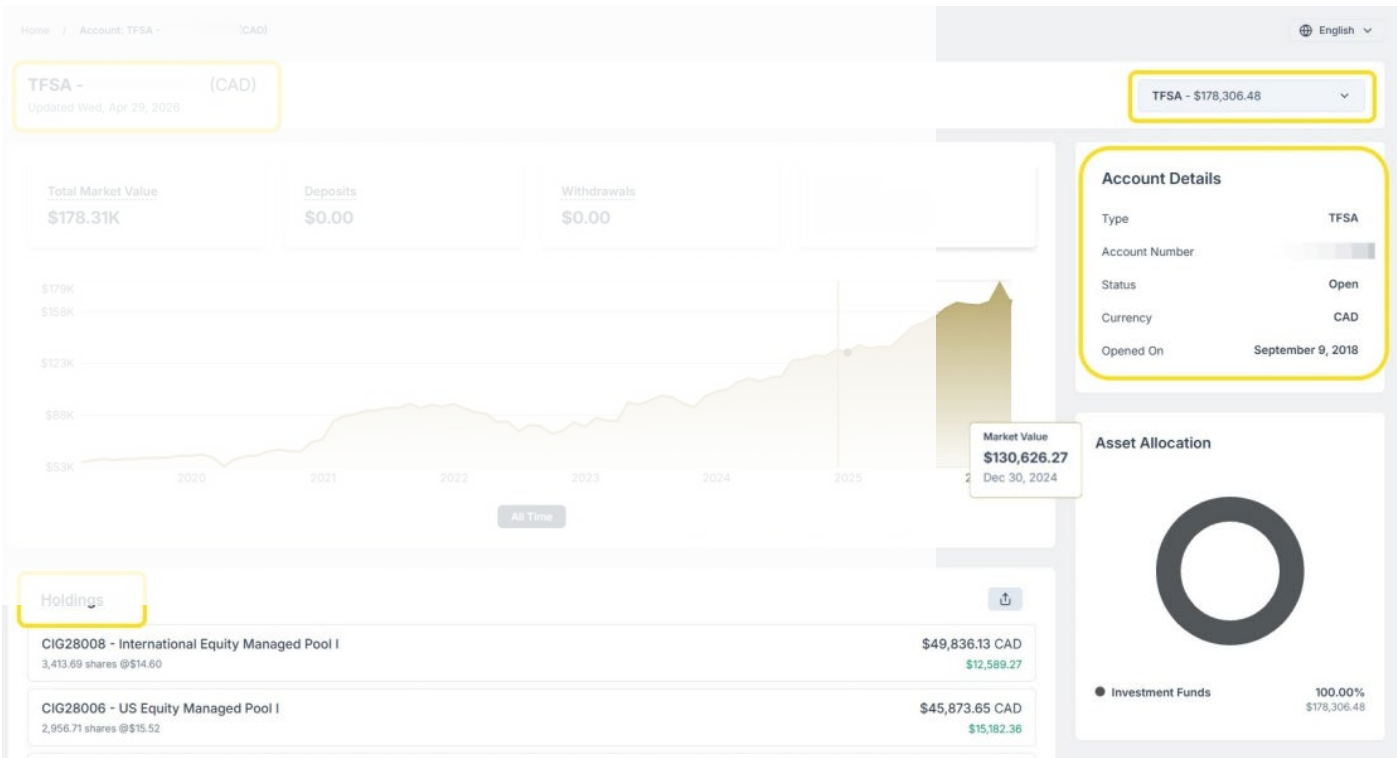 Home / Account: TFSA - (CAD)
English
TFSA - (CAD)
Updated Wed, Apr 29, 2026
TFSA - $178,306.48
Total Market Value
$178.31K
Deposits
$0.00
Withdrawals
$0.00
$179K
$158K
$123K
$88K
$53K
2020
2021
2022
2023
2024
2025
2
Market Value
$130,626.27
Dec 30, 2024
All Time
Account Details
Type TFSA
Account Number
Status Open
Currency CAD
Opened On September 9, 2018
Asset Allocation
Investment Funds 100.00%
$178,306.48
Holdings
CIG28008 - International Equity Managed Pool I $49,836.13 CAD
3,413.69 shares @$14.60 $12,589.27
CIG28006 - US Equity Managed Pool I $45,873.65 CAD
2,956.71 shares @$15.52 $15,182.36